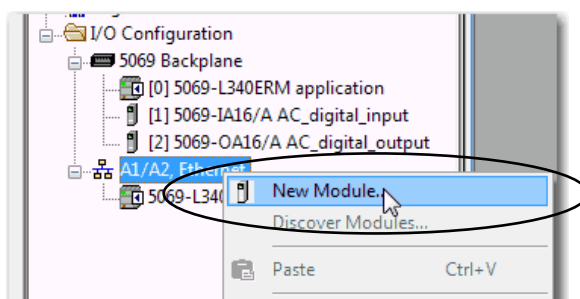 I/O Configuration
5069 Backplane
[0] 5069-L340ERM application
[1] 5069-IA16/A AC_digital_input
[2] 5069-OA16/A AC_digital_output
A1/A2, Ethernet
5069-L340
New Module...
Discover Modules...
Paste Ctrl+V